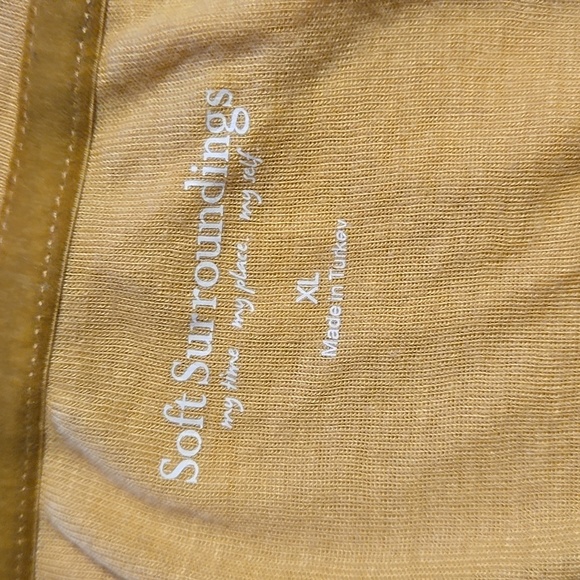 Soft Surroundings
my time my place my self
XL
Made in Turkey